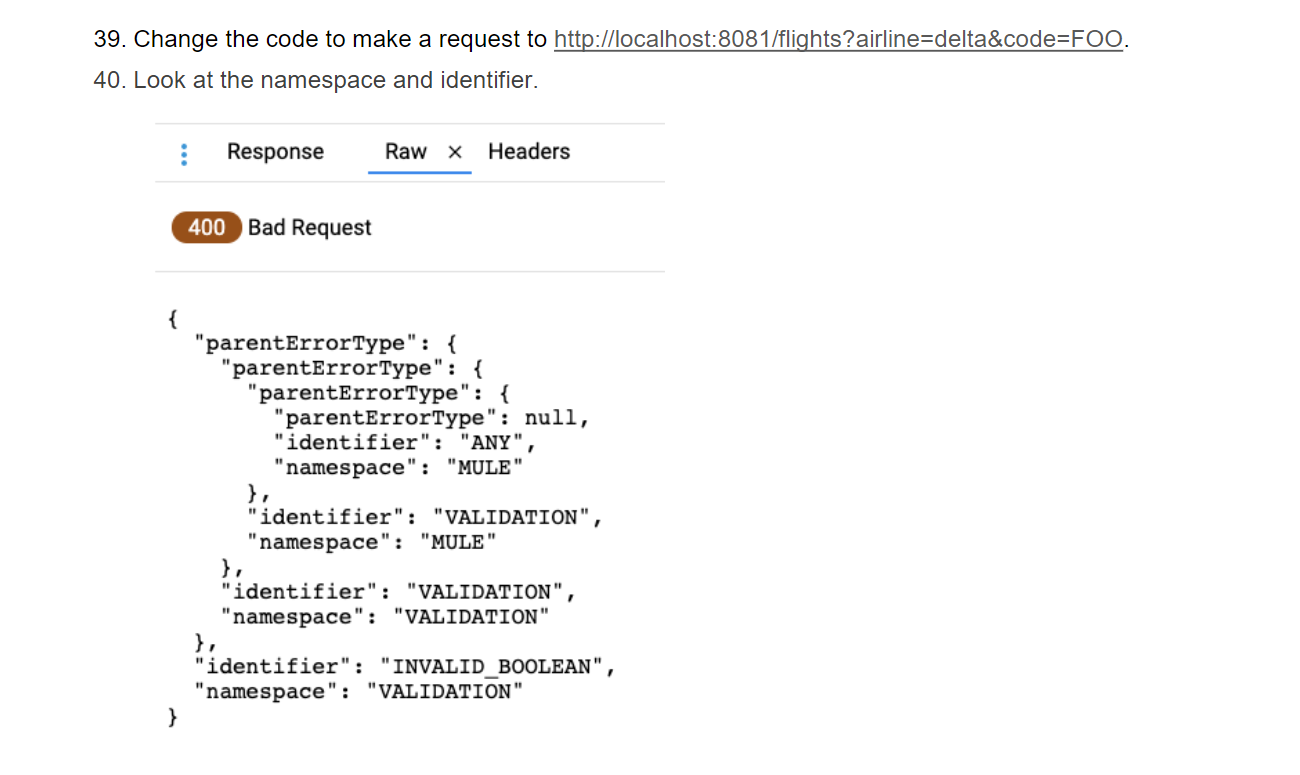 39. Change the code to make a request to http://localhost:8081/flights?airline=delta&code=FOO.
40. Look at the namespace and identifier.
Response Raw × Headers
400 Bad Request
{
"parentErrorType": {
"parentErrorType": {
"parentErrorType": {
"parentErrorType": null,
"identifier": "ANY",
"namespace": "MULE"
},
"identifier": "VALIDATION",
"namespace": "MULE"
},
"identifier": "VALIDATION",
"namespace": "VALIDATION"
},
"identifier": "INVALID_BOOLEAN",
"namespace": "VALIDATION"
}